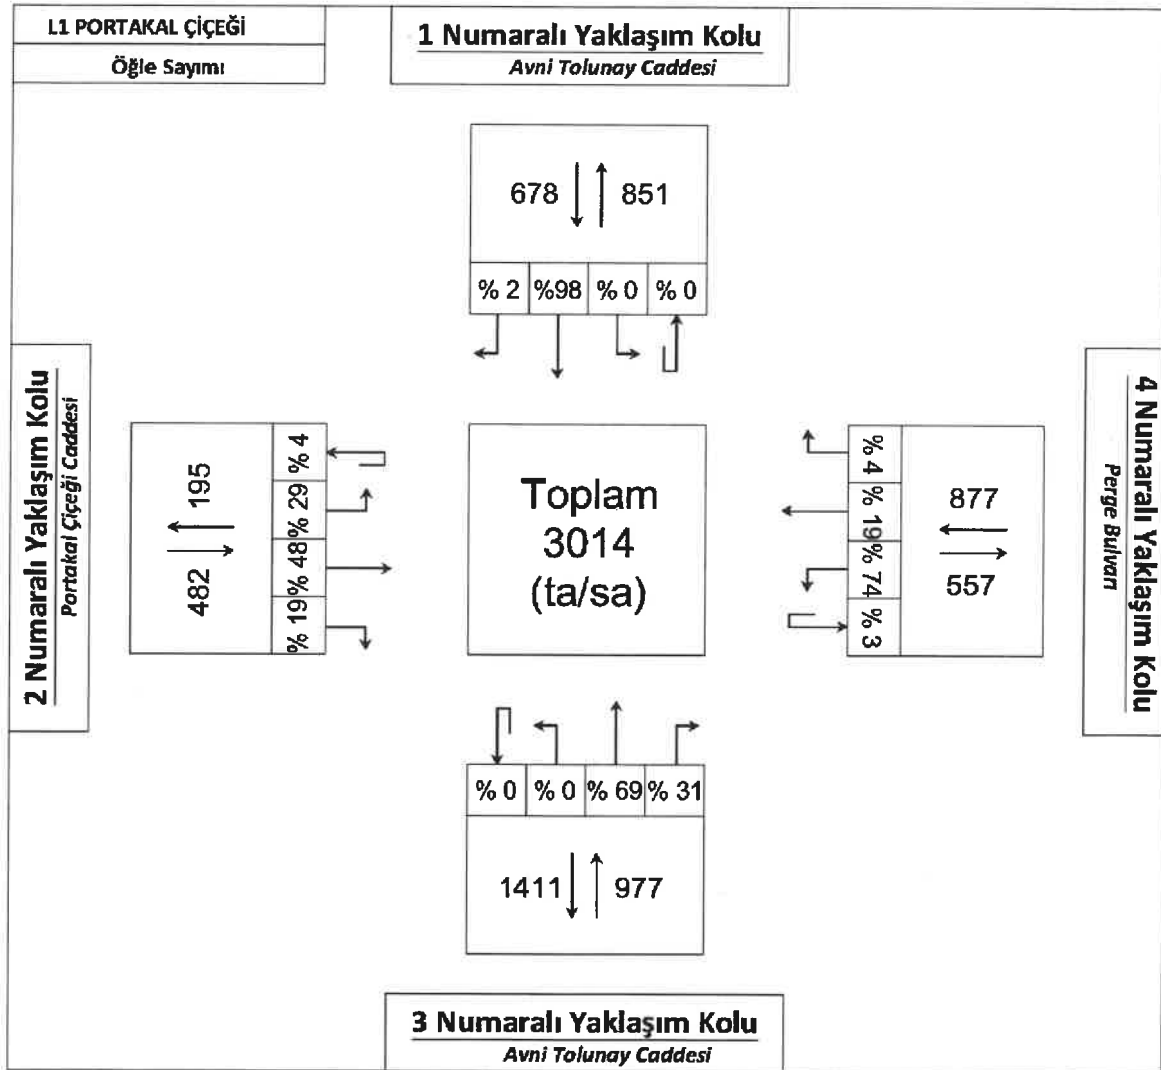 L1 PORTAKAL ÇİÇEĞİ
Öğle Sayımı
1 Numaralı Yaklaşım Kolu
Avni Tolunay Caddesi
678 851
% 2 %98 % 0 % 0
2 Numaralı Yaklaşım Kolu
Portakal Çiçeği Caddesi
195
482
% 4
% 29
% 48
% 19
Toplam
3014
(ta/sa)
% 4
% 19
% 74
% 3
877
557
4 Numaralı Yaklaşım Kolu
Perge Bulvarı
% 0 % 0 % 69 % 31
1411 977
3 Numaralı Yaklaşım Kolu
Avni Tolunay Caddesi